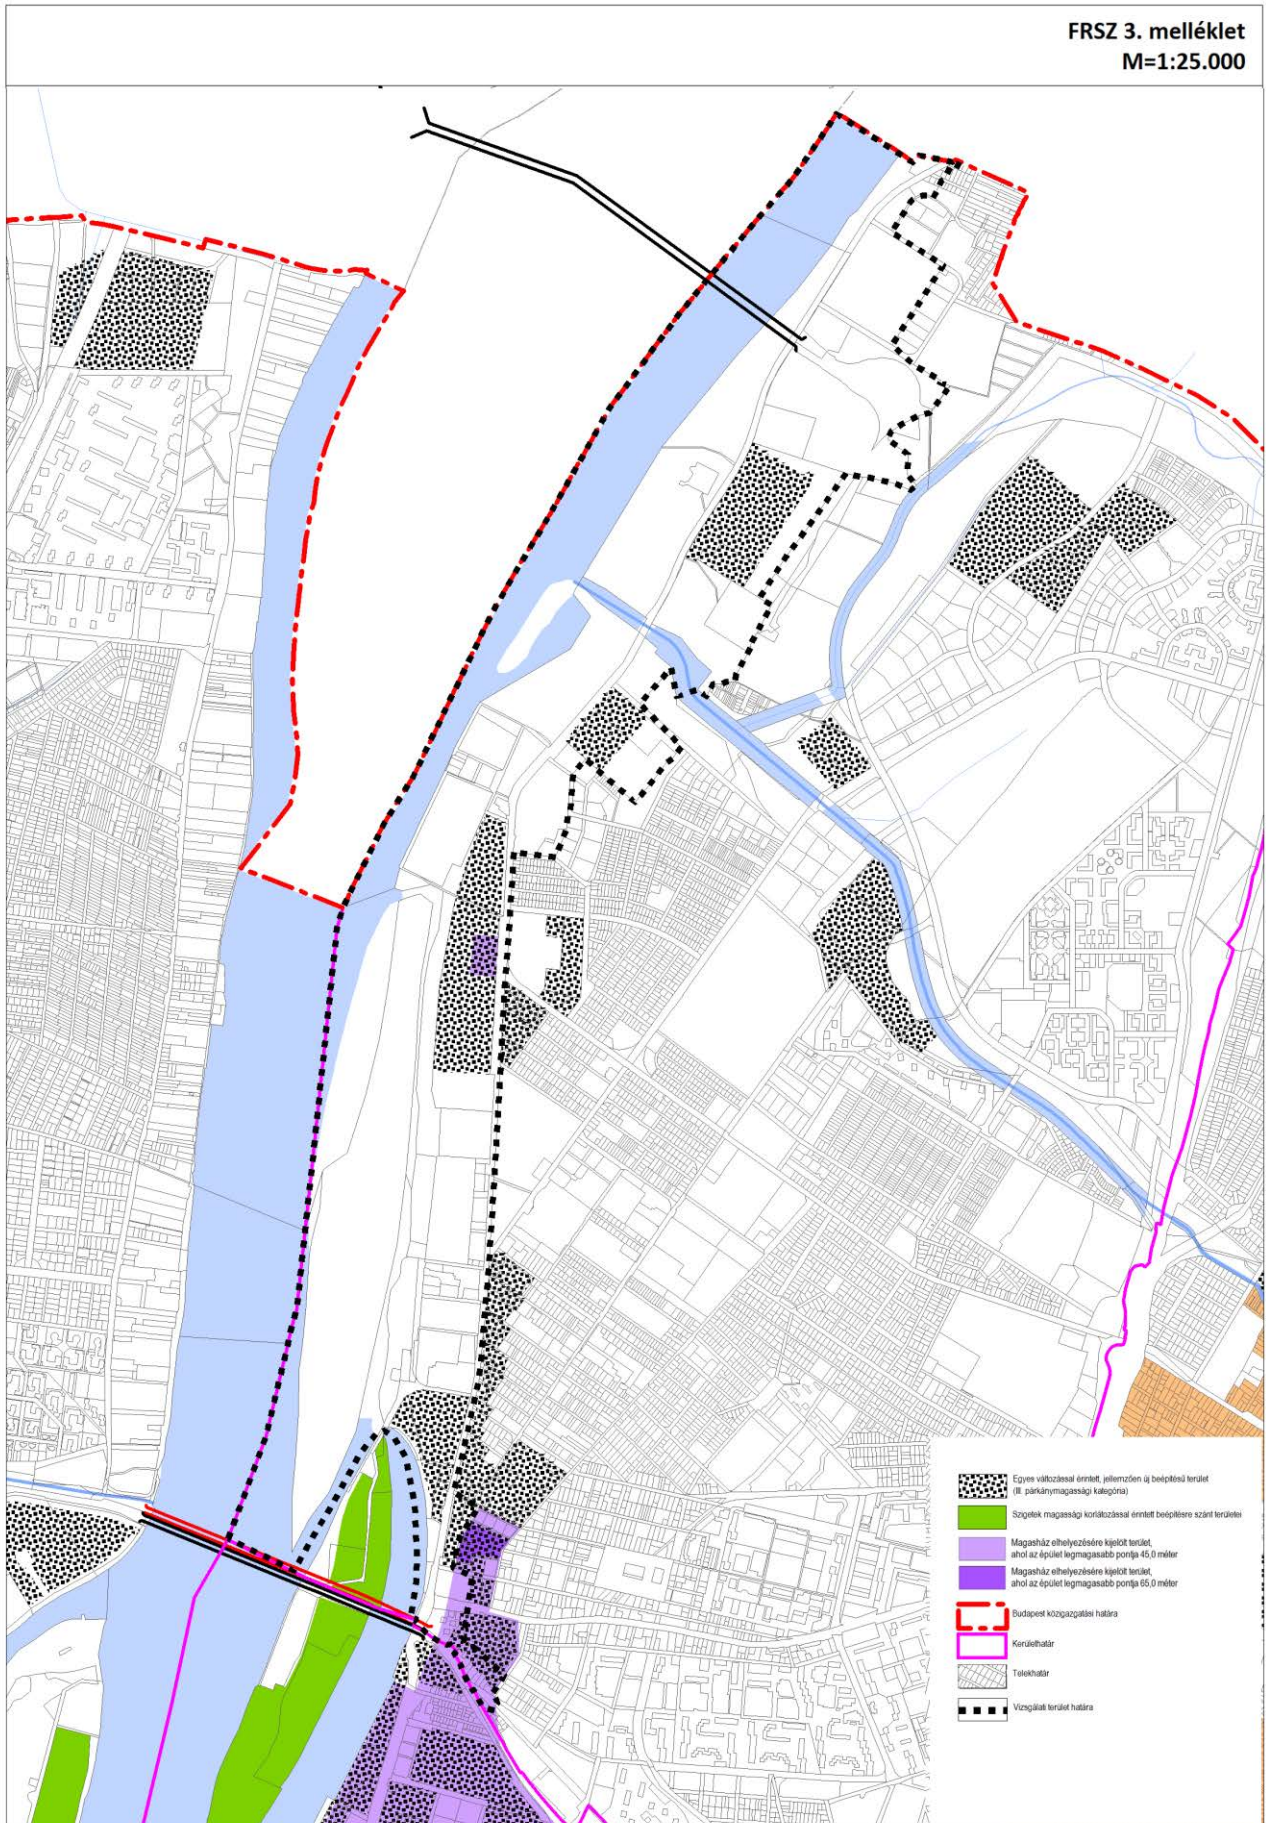 FRSZ 3. melléklet
M=1:25.000
Egyes változással érintett, jellemzően új beépítésű terület
(III. párkánymagassági kategória)
Szigetek magassági korlátozással érintett beépítésre szánt területei
Magasház elhelyezésére kijelölt terület,
ahol az épület legmagasabb pontja 45,0 méter
Magasház elhelyezésére kijelölt terület,
ahol az épület legmagasabb pontja 65,0 méter
Budapest közigazgatási határa
Kerülethatár
Telekhatár
Vizsgálati terület határa